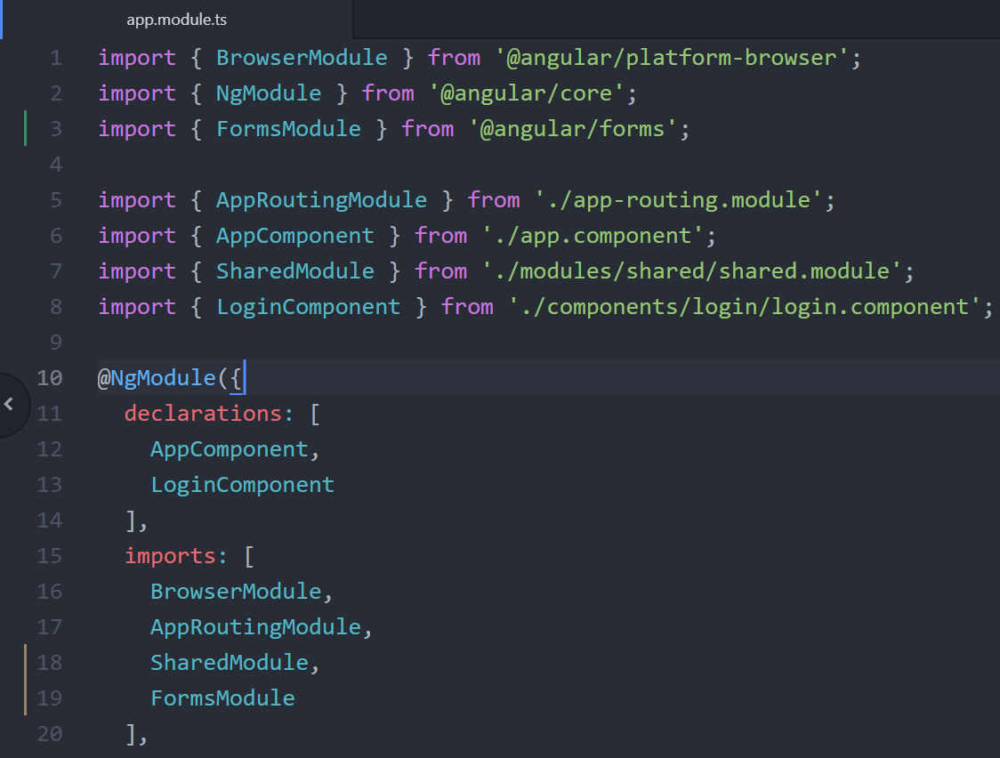 app.module.ts
1 import { BrowserModule } from '@angular/platform-browser';
2 import { NgModule } from '@angular/core';
3 import { FormsModule } from '@angular/forms';
4
5 import { AppRoutingModule } from './app-routing.module';
6 import { AppComponent } from './app.component';
7 import { SharedModule } from './modules/shared/shared.module';
8 import { LoginComponent } from './components/login/login.component';
9
10 @NgModule({
11   declarations: [
12     AppComponent,
13     LoginComponent
14   ],
15   imports: [
16     BrowserModule,
17     AppRoutingModule,
18     SharedModule,
19     FormsModule
20   ],